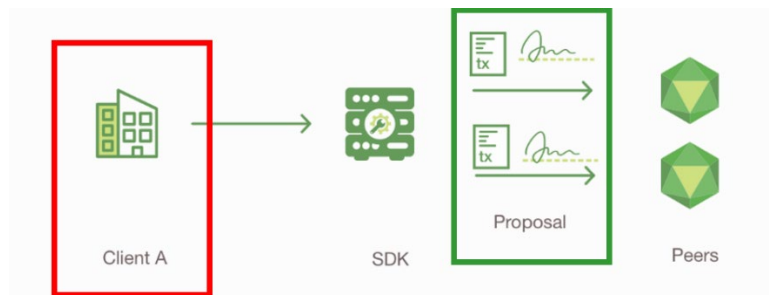 tx
tx
Proposal
Client A
SDK
Peers